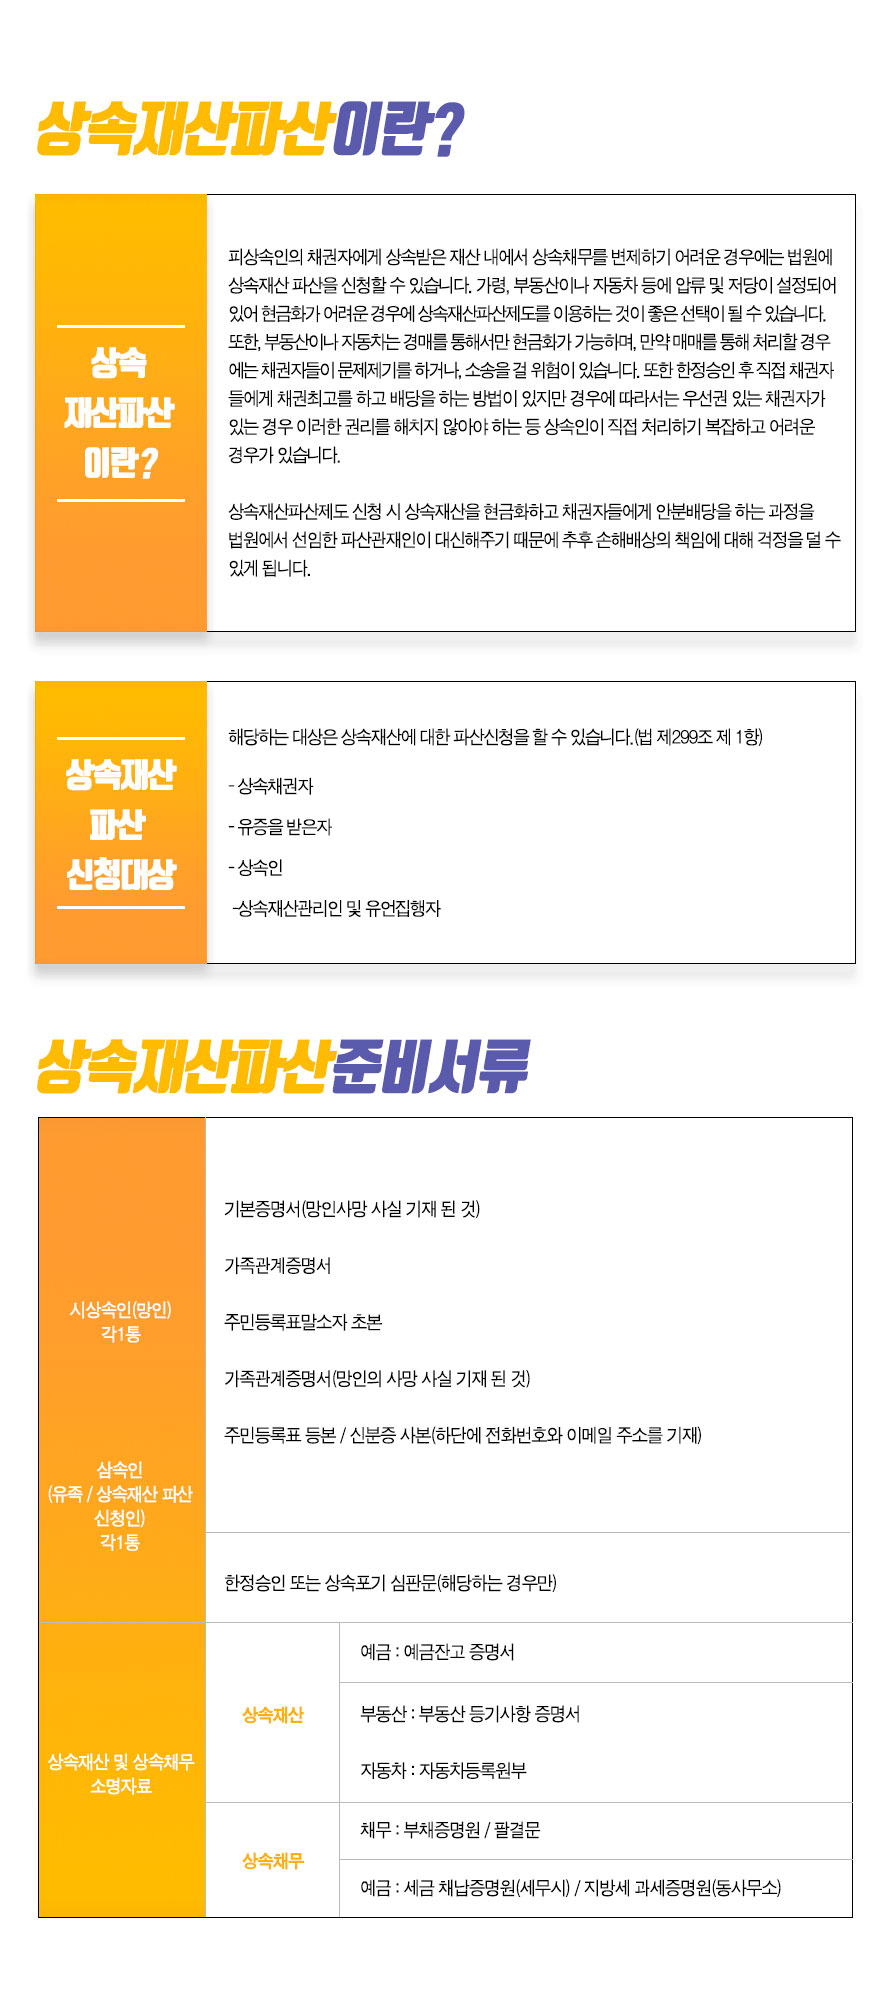 상속재산파산이란?
상속
재산파산
이란?
피상속인의 채권자에게 상속받은 재산 내에서 상속채무를 변제하기 어려운 경우에는 법원에
상속재산 파산을 신청할 수 있습니다. 가령, 부동산이나 자동차 등에 압류 및 저당이 설정되어
있어 현금화가 어려운 경우에 상속재산파산제도를 이용하는 것이 좋은 선택이 될 수 있습니다.
또한, 부동산이나 자동차는 경매를 통해서만 현금화가 가능하며, 만약 매매를 통해 처리할 경우
에는 채권자들이 문제제기를 하거나, 소송을 걸 위험이 있습니다. 또한 한정승인 후 직접 채권자
들에게 채권최고를 하고 배당을 하는 방법이 있지만 경우에 따라서는 우선권 있는 채권자가
있는 경우 이러한 권리를 해치지 않아야 하는 등 상속인이 직접 처리하기 복잡하고 어려운
경우가 있습니다.
상속재산파산제도 신청 시 상속재산을 현금화하고 채권자들에게 안분배당을 하는 과정을
법원에서 선임한 파산관재인이 대신해주기 때문에 추후 손해배상의 책임에 대해 걱정을 덜 수
있게 됩니다.
상속재산
파산
신청대상
해당하는 대상은 상속재산에 대한 파산신청을 할 수 있습니다.(법 제299조 제 1항)
- 상속채권자
- 유증을 받은자
- 상속인
-상속재산관리인 및 유언집행자
상속재산파산준비서류
시상속인(망인)
각1통
기본증명서(망인사망 사실 기재 된 것)
가족관계증명서
주민등록표말소자 초본
가족관계증명서(망인의 사망 사실 기재 된 것)
주민등록표 등본 / 신분증 사본(하단에 전화번호와 이메일 주소를 기재)
삼속인
(유족 / 상속재산 파산
신청인)
각1통
한정승인 또는 상속포기 심판문(해당하는 경우만)
상속재산 및 상속채무
소명자료
상속재산
예금 : 예금잔고 증명서
부동산 : 부동산 등기사항 증명서
자동차 : 자동차등록원부
상속채무
채무 : 부채증명원 / 팔결문
예금 : 세금 채납증명원(세무시) / 지방세 과세증명원(동사무소)